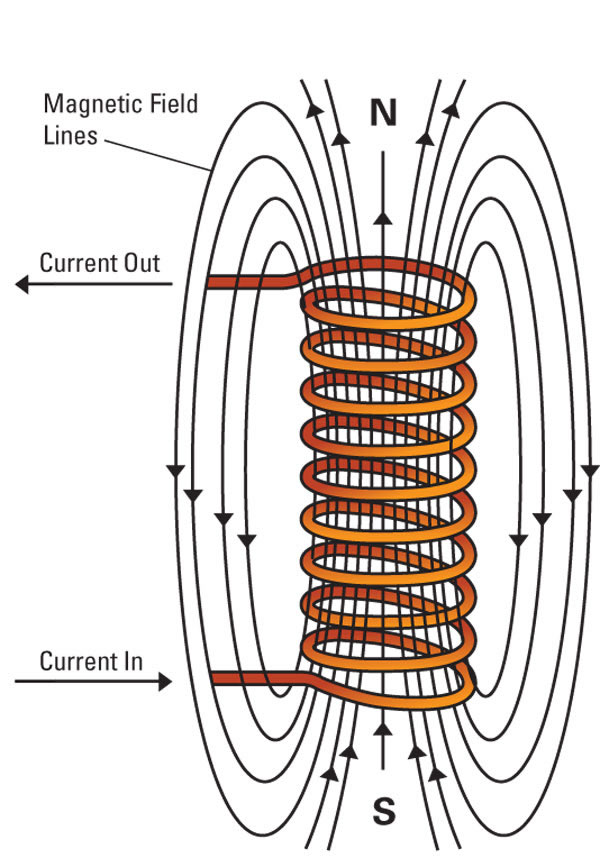 Magnetic Field
Lines
N
Current Out
Current In
S